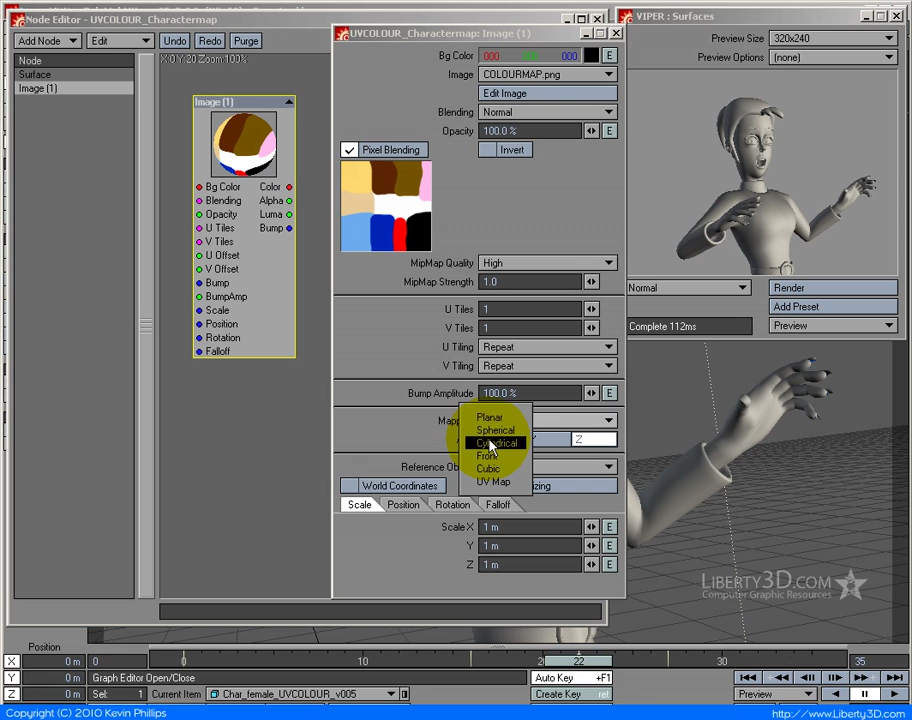 Node Editor - UVCOLOUR_Charactermap
Add Node
Edit
Undo
Redo
Purge
Node
Surface
Image (1)
X:0 Y:20 Zoom:100%
Image (1)
Bg Color
Color
Blending
Alpha
Opacity
Luma
U Tiles
Bump
V Tiles
U Offset
V Offset
Bump
BumpAmp
Scale
Position
Rotation
Falloff
UVCOLOUR_Charactermap: Image (1)
Bg Color
000
000
E
Image
COLOURMAP.png
Edit Image
Blending
Normal
Opacity
100.0 %
E
Pixel Blending
Invert
MipMap Quality
High
MipMap Strength
1.0
U Tiles
1
V Tiles
1
U Tiling
Repeat
V Tiling
Repeat
Bump Amplitude
100.0 %
E
Mapp
Planar
Spherical
Cylindrical
Front
Cubic
UV Map
Z
Reference Ob
World Coordinates
izing
Scale
Position
Rotation
Falloff
Scale X
1 m
E
Y
1 m
E
Z
1 m
E
VIPER : Surfaces
Preview Size
320x240
Preview Options
(none)
Normal
Render
Add Preset
Complete 112ms
Preview
LIBERTY3D.COM
Computer Graphic Resources
Position
X
0 m
0
0
10
20
22
30
35
Y
0 m
Graph Editor Open/Close
Auto Key
+F1
Z
0 m
Sel:
1
Current Item
Char_female_UVCOLOUR_v005
Create Key
ret
Preview
Copyright (C) 2010 Kevin Phillips
http://www.Liberty3D.com